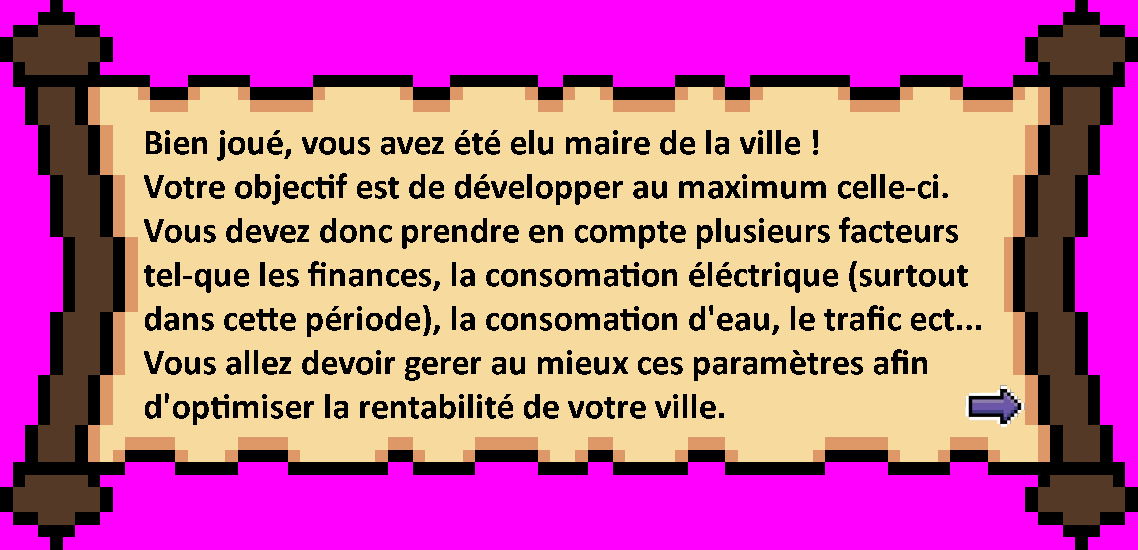 Bien joué, vous avez été elu maire de la ville !
Votre objectif est de développer au maximum celle-ci.
Vous devez donc prendre en compte plusieurs facteurs
tel-que les finances, la consomation éléctrique (surtout
dans cette période), la consomation d'eau, le trafic ect...
Vous allez devoir gerer au mieux ces paramètres afin
d'optimiser la rentabilité de votre ville.